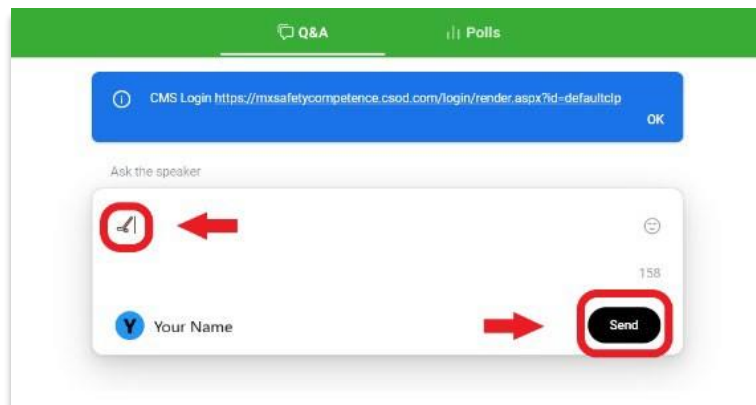 Q&A
Polls
CMS Login https://mxsafetycompetence.csod.com/login/render.aspx?id=defaultclp
OK
Ask the speaker
158
Y Your Name
Send